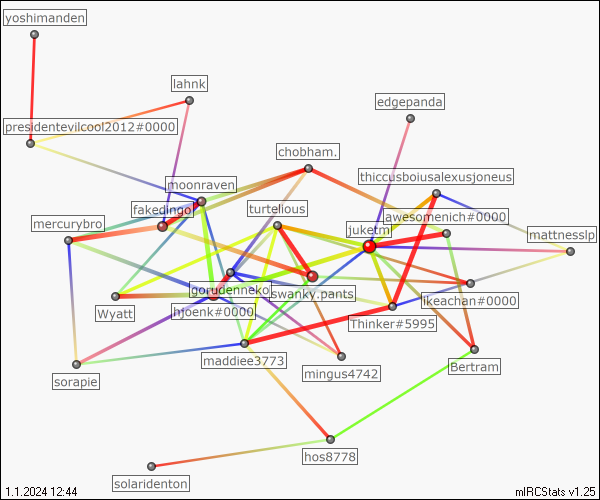 yoshimanden
lahnk
edgepanda
presidentevilcool2012#0000
chobham.
thiccusboiusalexusjoneus
moonraven
turtelious
fakedingo
awesomenich#0000
mercurybro
juketm
mattnesslp
gorudenneko
swanky.pants
Ikeachan#0000
Wyatt
hjoenk#0000
Thinker#5995
maddiee3773
Bertram
mingus4742
sorapie
hos8778
solaridenton
1.1.2024 12:44
mIRCStats v1.25